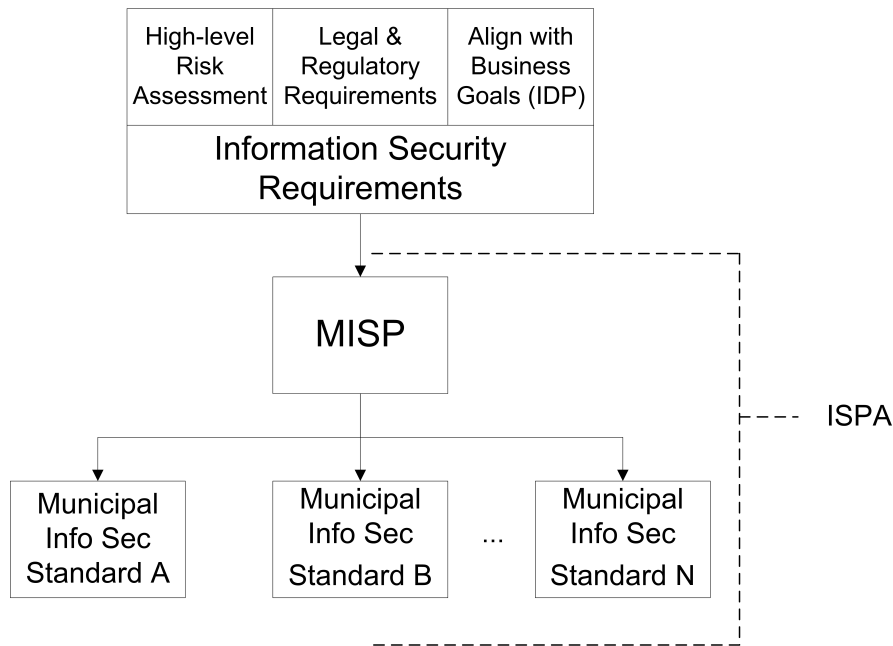 High-level
Risk
Assessment
Legal &
Regulatory
Requirements
Align with
Business
Goals (IDP)
Information Security
Requirements
MISP
ISPA
Municipal
Info Sec
Standard A
Municipal
Info Sec
Standard B
...
Municipal
Info Sec
Standard N